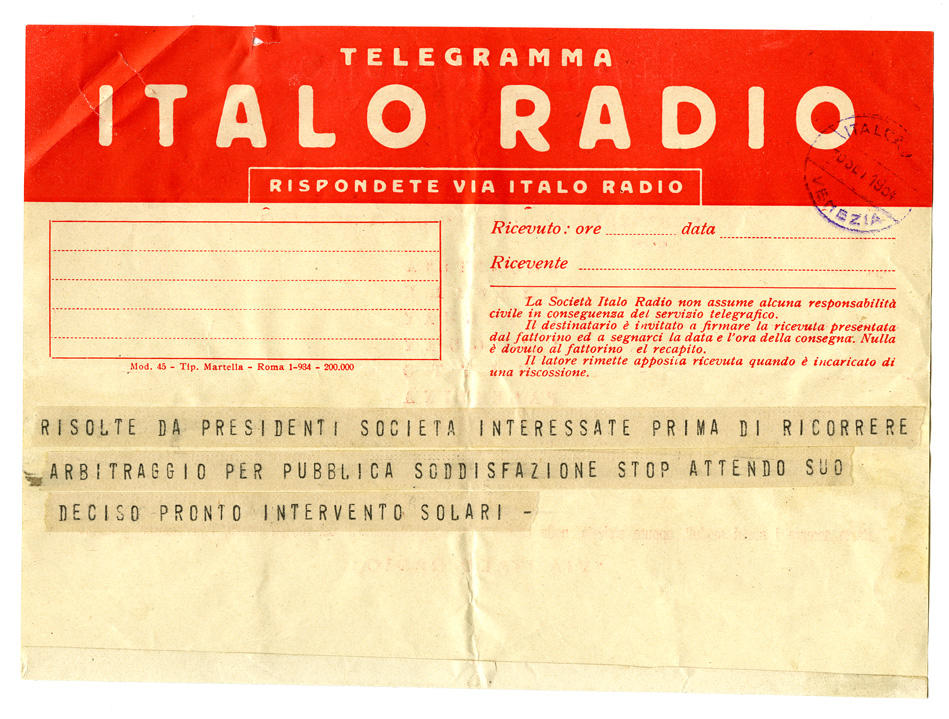 TELEGRAMMA
ITALO RADIO
RISPONDETE VIA ITALO RADIO
VENEZIA
Ricevuto: ore data
Ricevente
La Società Italo Radio non assume alcuna responsabilità
civile in conseguenza del servizio telegrafico.
Il destinatario è invitato a firmare la ricevuta presentata
dal fattorino ed a segnarci la data e l'ora della consegna. Nulla
è dovuto al fattorino el recapito.
Il latore rimette apposita ricevuta quando è incaricato di
una riscossione.
Mod. 45 - Tip. Martella - Roma 1-934 - 200.000
RISOLTE DA PRESIDENTI SOCIETA INTERESSATE PRIMA DI RICORRERE
ARBITRAGGIO PER PUBBLICA SODDISFAZIONE STOP ATTENDO SUO
DECISO PRONTO INTERVENTO SOLARI -